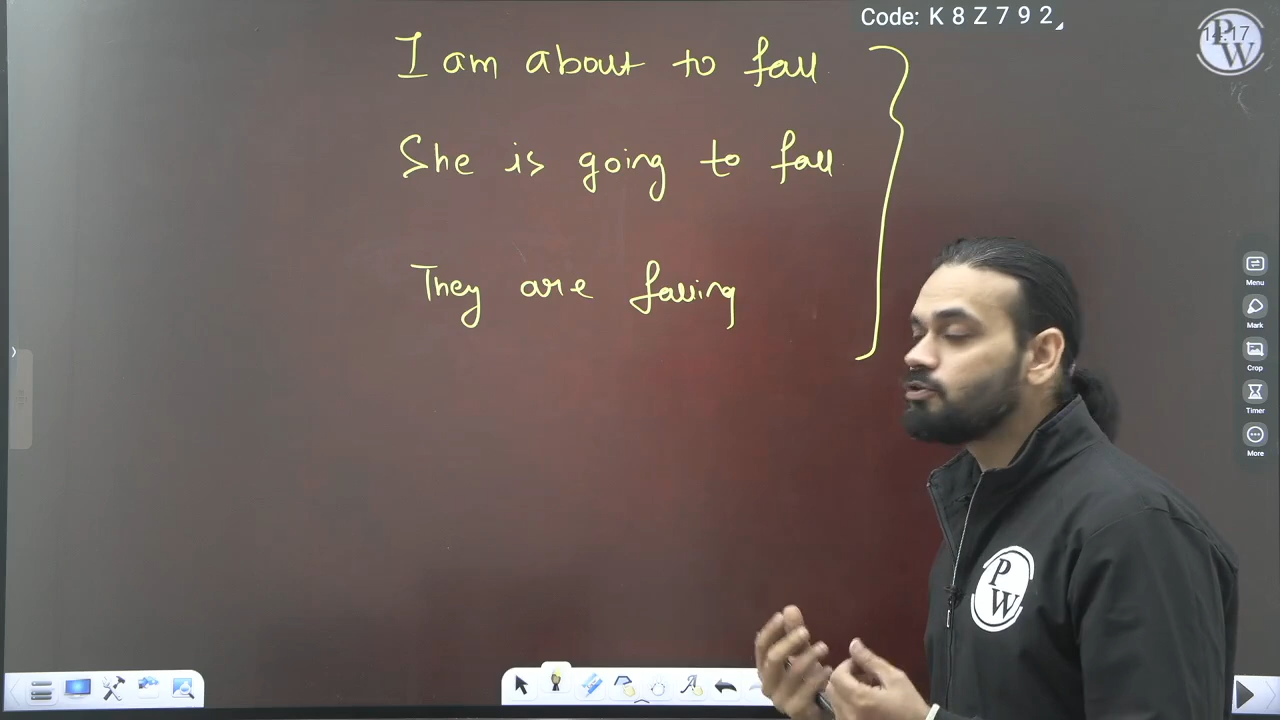 Code: K 8 Z 7 9 2
I am about to fall
She is going to fall
They are falling
PW
Menu
Mark
Crop
Timer
More
P
W